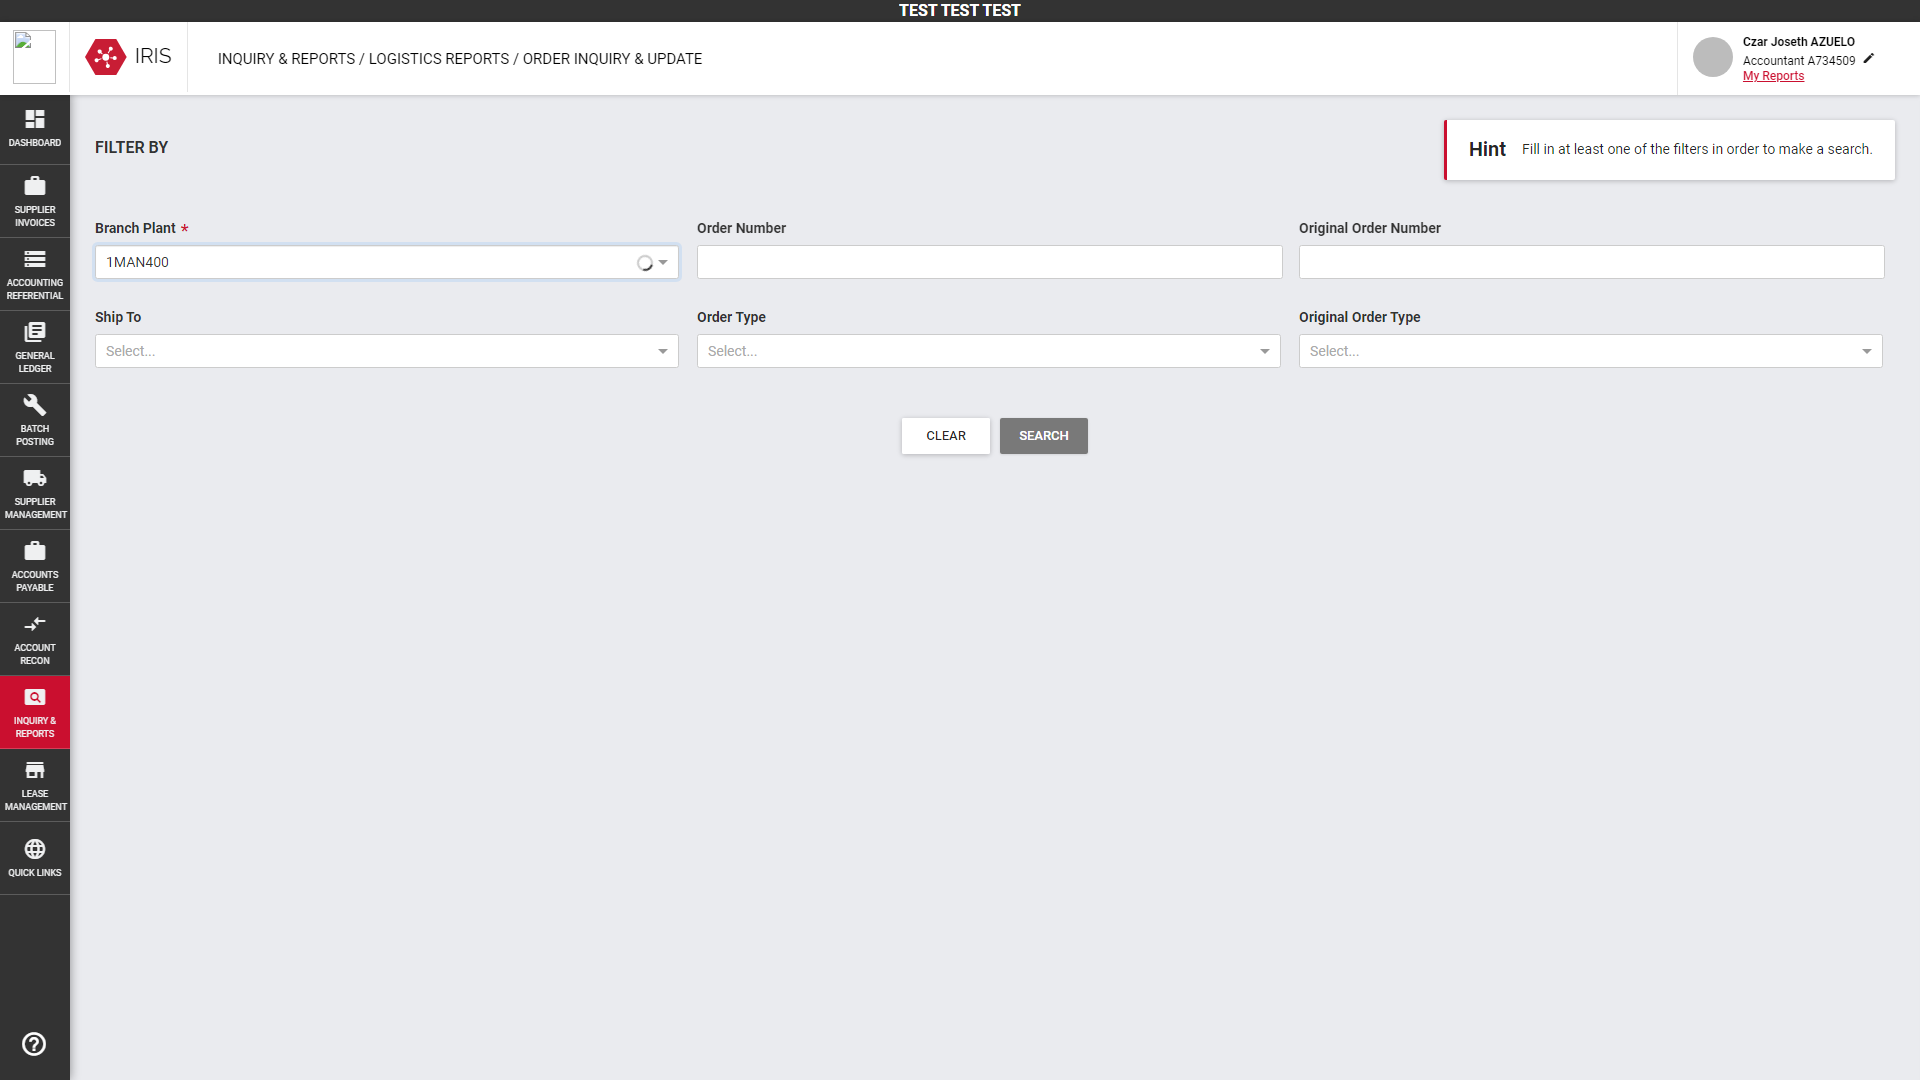 TEST TEST TEST
IRIS
INQUIRY & REPORTS / LOGISTICS REPORTS / ORDER INQUIRY & UPDATE
Czar Joseth AZUELO
Accountant A734509
My Reports
DASHBOARD
SUPPLIER
INVOICES
ACCOUNTING
REFERENTIAL
GENERAL
LEDGER
BATCH
POSTING
SUPPLIER
MANAGEMENT
ACCOUNTS
PAYABLE
ACCOUNT
RECON
INQUIRY &
REPORTS
LEASE
MANAGEMENT
QUICK LINKS
FILTER BY
Hint Fill in at least one of the filters in order to make a search.
Branch Plant *
1MAN400
Order Number
Original Order Number
Ship To
Select...
Order Type
Select...
Original Order Type
Select...
CLEAR
SEARCH